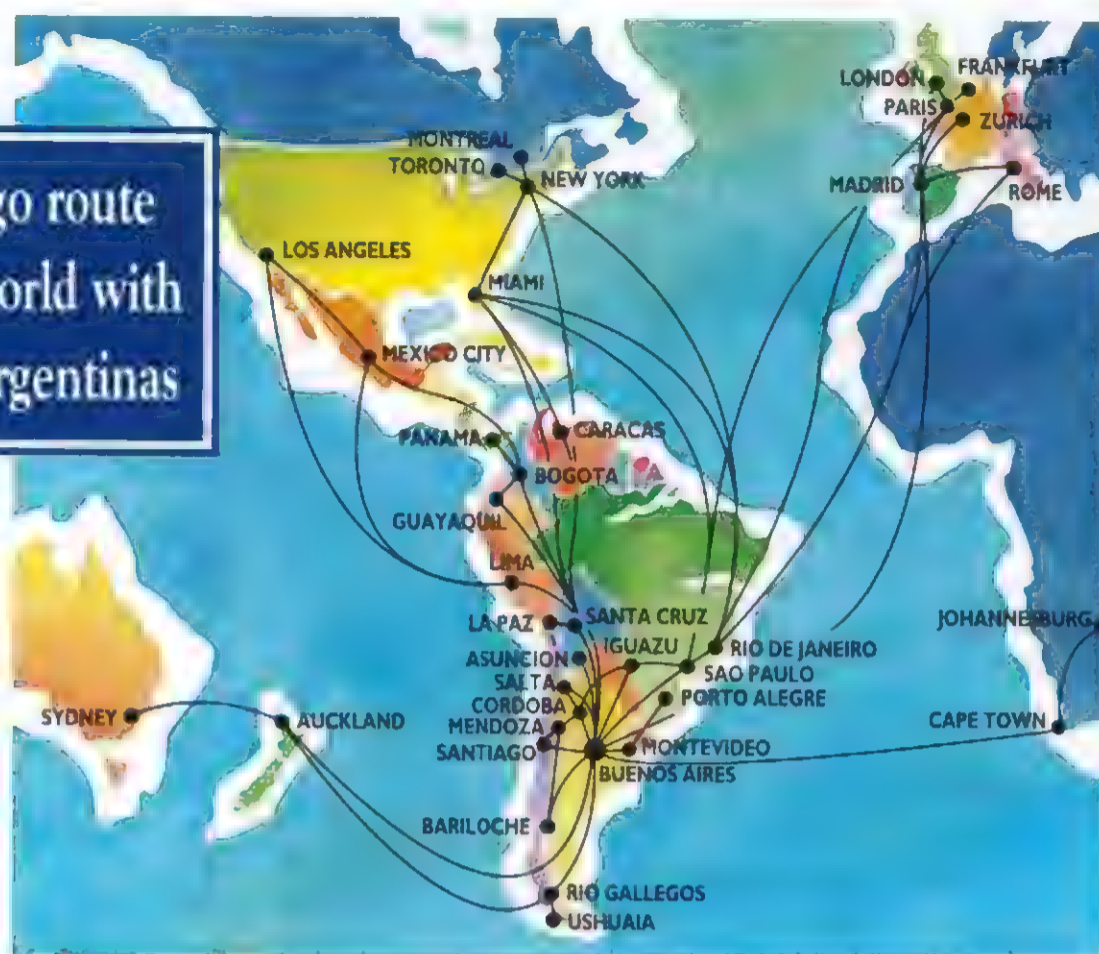 go route
orld with
rgentinas
LONDON
FRANKFURT
PARIS
ZURICH
MONTREAL
TORONTO
NEW YORK
MADRID
ROME
LOS ANGELES
MIAMI
MEXICO CITY
PANAMA
CARACAS
BOGOTA
GUAYAQUIL
LIMA
LA PAZ
SANTA CRUZ
JOHANNESBURG
ASUNCION
IGUAZU
RIO DE JANEIRO
SALTA
SAO PAULO
CORDOBA
PORTO ALEGRE
SYDNEY
AUCKLAND
MENDOZA
CAPE TOWN
SANTIAGO
MONTEVIDEO
BUENOS AIRES
BARILOCHE
RIO GALLEGOS
USHUAIA